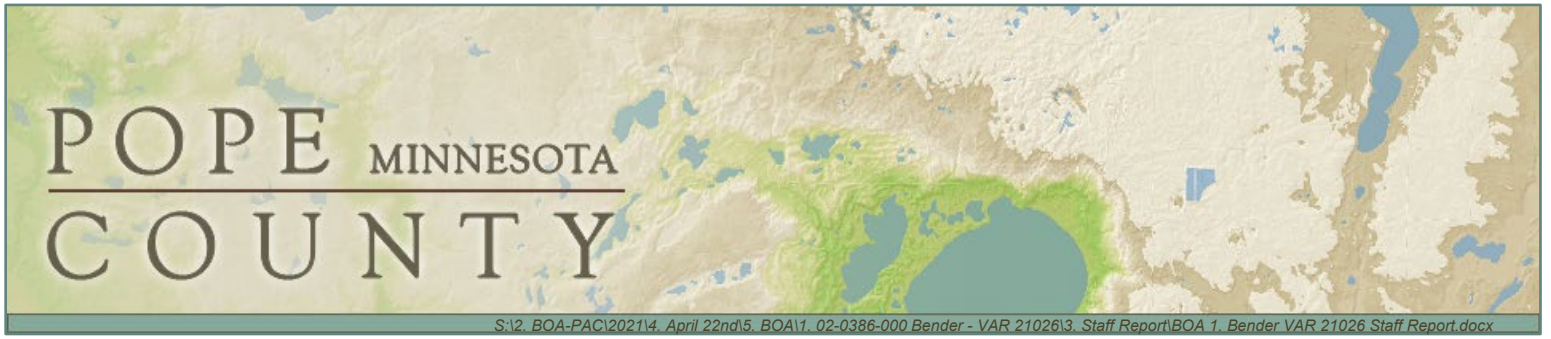 POPE MINNESOTA
COUNTY
S:\2. BOA-PAC\2021\4. April 22nd\5. BOA\1. 02-0386-000 Bender - VAR 21026\3. Staff Report\BOA 1. Bender VAR 21026 Staff Report.docx